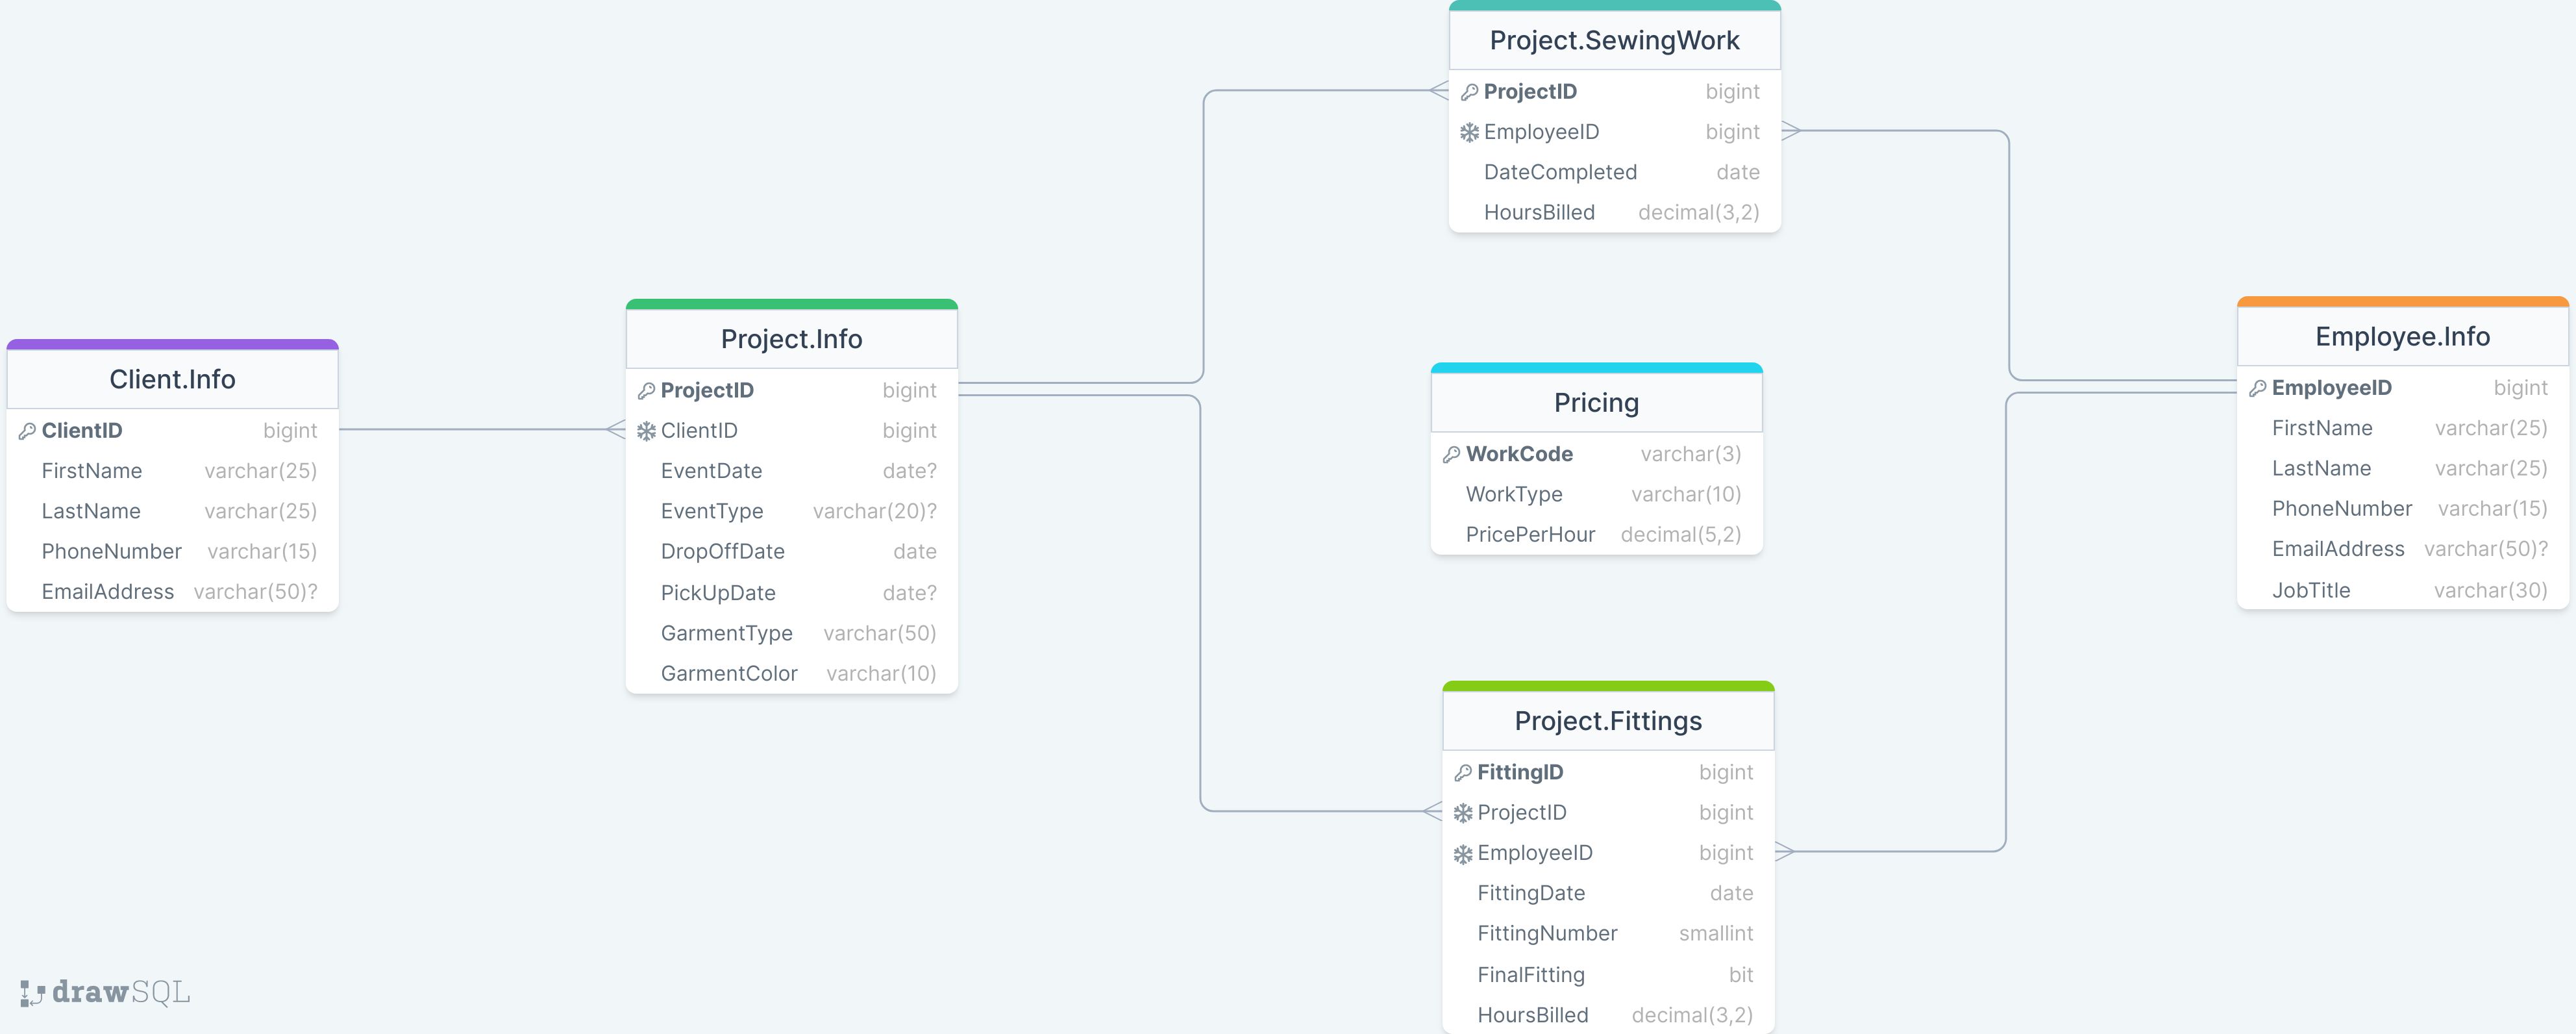 Project.SewingWork
ProjectID bigint
EmployeeID bigint
DateCompleted date
HoursBilled decimal(3,2)
Client.Info
ClientID bigint
FirstName varchar(25)
LastName varchar(25)
PhoneNumber varchar(15)
EmailAddress varchar(50)?
Project.Info
ProjectID bigint
ClientID bigint
EventDate date?
EventType varchar(20)?
DropOffDate date
PickUpDate date?
GarmentType varchar(50)
GarmentColor varchar(10)
Pricing
WorkCode varchar(3)
WorkType varchar(10)
PricePerHour decimal(5,2)
Employee.Info
EmployeeID bigint
FirstName varchar(25)
LastName varchar(25)
PhoneNumber varchar(15)
EmailAddress varchar(50)?
JobTitle varchar(30)
Project.Fittings
FittingID bigint
ProjectID bigint
EmployeeID bigint
FittingDate date
FittingNumber smallint
FinalFitting bit
HoursBilled decimal(3,2)
drawSQL